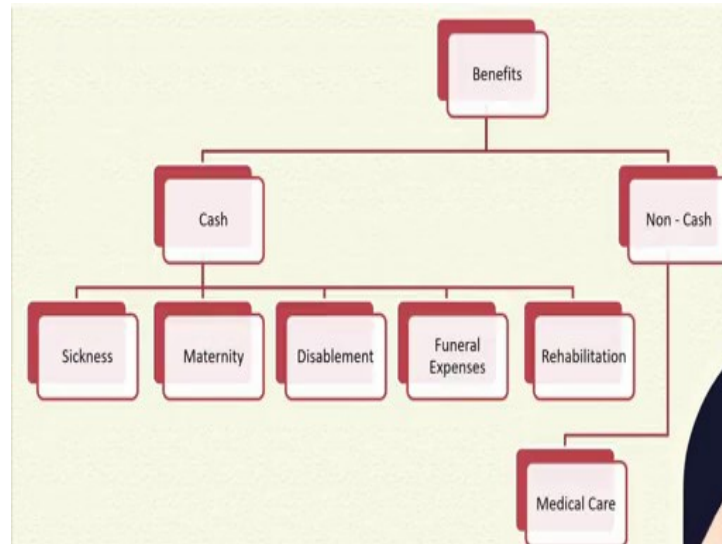 Benefits
Cash
Non - Cash
Sickness
Maternity
Disablement
Funeral
Expenses
Rehabilitation
Medical Care